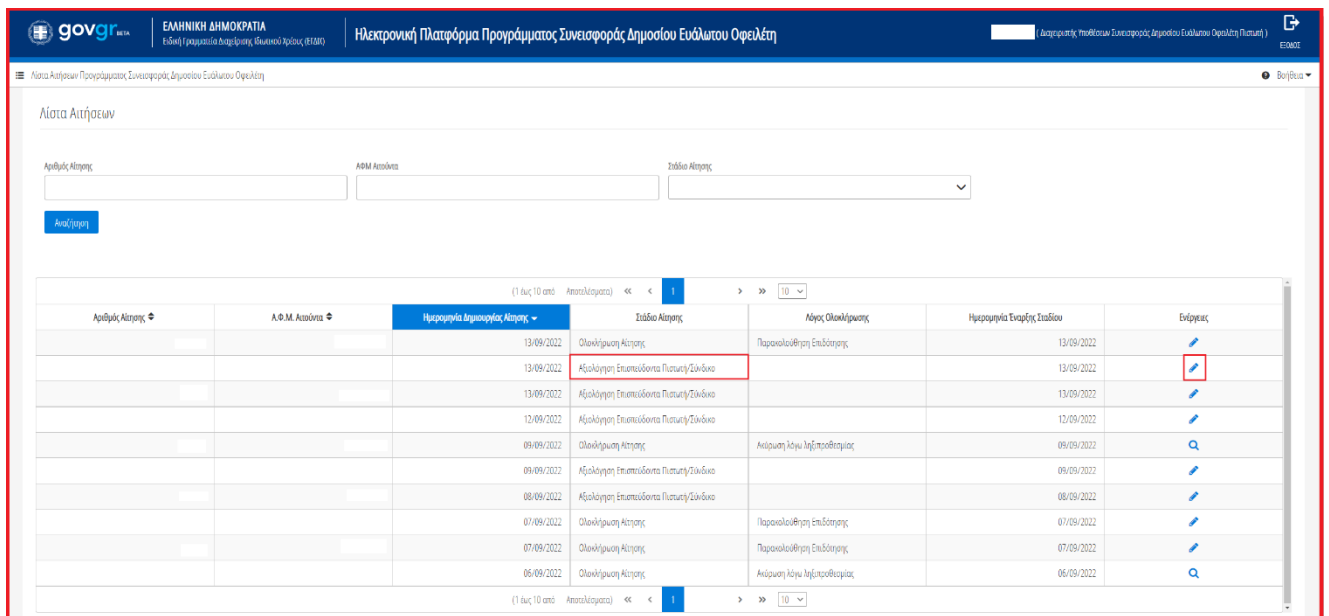 govgr BETA
ΕΛΛΗΝΙΚΗ ΔΗΜΟΚΡΑΤΙΑ
Ειδική Γραμματεία Διαχείρισης Ιδιωτικού Χρέους (ΕΓΔΙΧ)
Ηλεκτρονική Πλατφόρμα Προγράμματος Συνεισφοράς Δημοσίου Ευάλωτου Οφειλέτη
( Διαχειριστής Υποθέσεων Συνεισφοράς Δημοσίου Ευάλωτου Οφειλέτη Πιστωτή )
ΕΞΟΔΟΣ
Λίστα Αιτήσεων Προγράμματος Συνεισφοράς Δημοσίου Ευάλωτου Οφειλέτη
Βοήθεια
Λίστα Αιτήσεων
Αριθμός Αίτησης ΑΦΜ Αιτούντα Στάδιο Αίτησης
Αναζήτηση
(1 έως 10 από Αποτελέσματα) 1 10
Αριθμός Αίτησης Α.Φ.Μ. Αιτούντα Ημερομηνία Δημιουργίας Αίτησης Στάδιο Αίτησης Λόγος Ολοκλήρωσης Ημερομηνία Έναρξης Σταδίου Ενέργειες
13/09/2022 Ολοκλήρωση Αίτησης Παρακολούθηση Επιδότησης 13/09/2022
13/09/2022 Αξιολόγηση Επισπεύδοντα Πιστωτή/Σύνδικο 13/09/2022
13/09/2022 Αξιολόγηση Επισπεύδοντα Πιστωτή/Σύνδικο 13/09/2022
12/09/2022 Αξιολόγηση Επισπεύδοντα Πιστωτή/Σύνδικο 12/09/2022
09/09/2022 Ολοκλήρωση Αίτησης Ακύρωση λόγω ληξιπροθεσμίας 09/09/2022
09/09/2022 Αξιολόγηση Επισπεύδοντα Πιστωτή/Σύνδικο 09/09/2022
08/09/2022 Αξιολόγηση Επισπεύδοντα Πιστωτή/Σύνδικο 08/09/2022
07/09/2022 Ολοκλήρωση Αίτησης Παρακολούθηση Επιδότησης 07/09/2022
07/09/2022 Ολοκλήρωση Αίτησης Παρακολούθηση Επιδότησης 07/09/2022
06/09/2022 Ολοκλήρωση Αίτησης Ακύρωση λόγω ληξιπροθεσμίας 06/09/2022
(1 έως 10 από Αποτελέσματα) 1 10